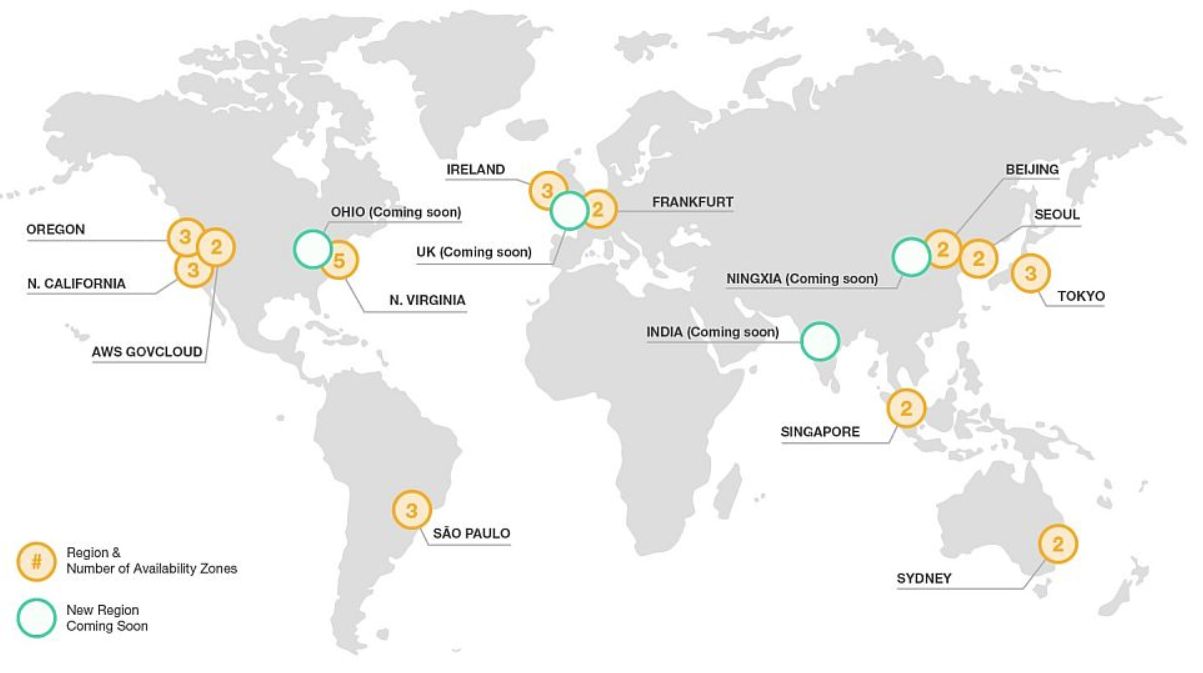 IRELAND
BEIJING
3
FRANKFURT
2
SEOUL
OHIO (Coming soon)
OREGON
3
2
UK (Coming soon)
2
2
5
3
N. CALIFORNIA
3
NINGXIA (Coming soon)
TOKYO
N. VIRGINIA
INDIA (Coming soon)
AWS GOVCLOUD
2
SINGAPORE
3
SÃO PAULO
2
SYDNEY
#
Region &
Number of Availability Zones
New Region
Coming Soon